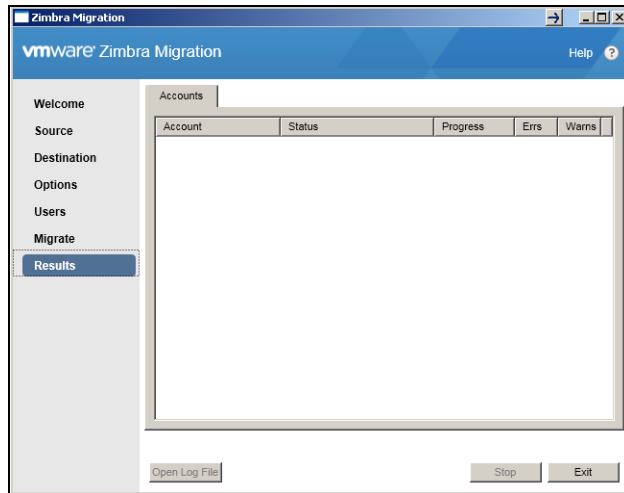 Zimbra Migration
vmware Zimbra Migration
Help ?
Welcome
Source
Destination
Options
Users
Migrate
Results
Accounts
Account Status Progress Errs Warns
Open Log File Stop Exit